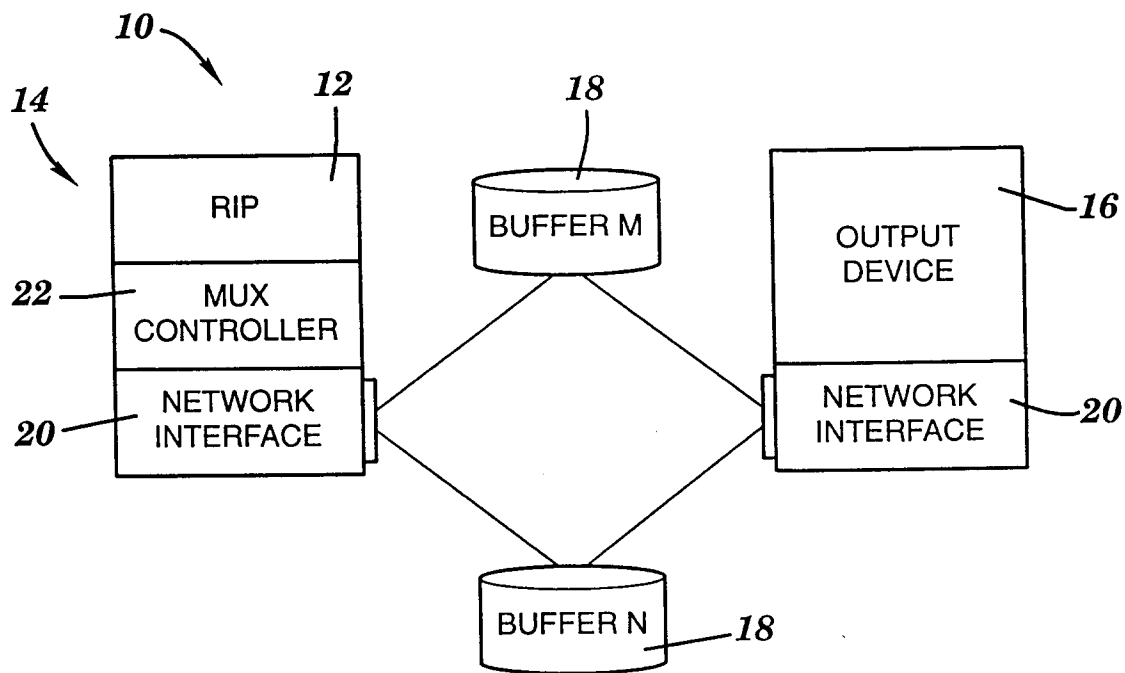 10
14
12
18
RIP
BUFFER M
16
OUTPUT
DEVICE
22
MUX
CONTROLLER
20
NETWORK
INTERFACE
NETWORK
INTERFACE
20
BUFFER N
18